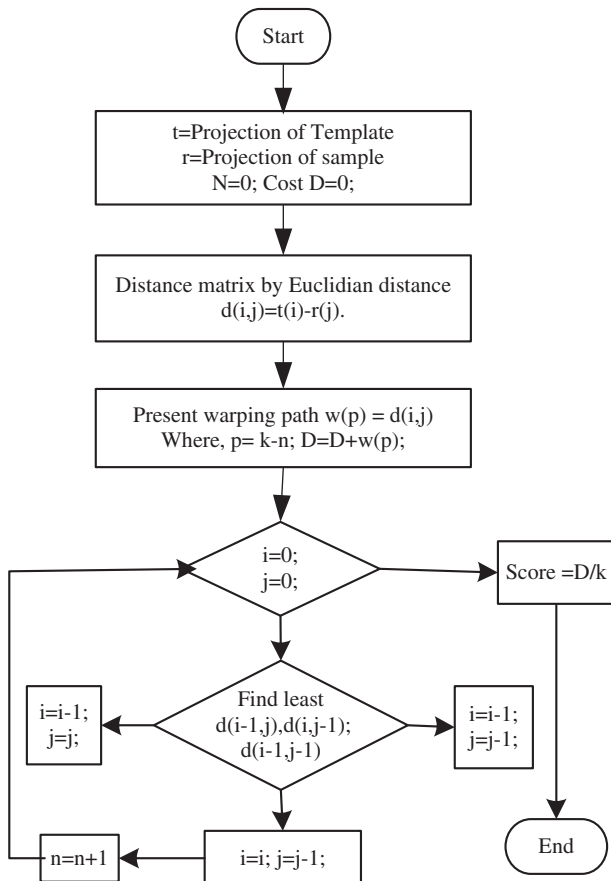 Start
t=Projection of Template
r=Projection of sample
N=0; Cost D=0;
Distance matrix by Euclidian distance
d(i,j)=t(i)-r(j).
Present warping path w(p) = d(i,j)
Where, p= k-n; D=D+w(p);
i=0;
j=0;
Score =D/k
Find least
d(i-1,j),d(i,j-1);
d(i-1,j-1)
i=i-1;
j=j;
i=i-1;
j=j-1;
n=n+1
i=i; j=j-1;
End